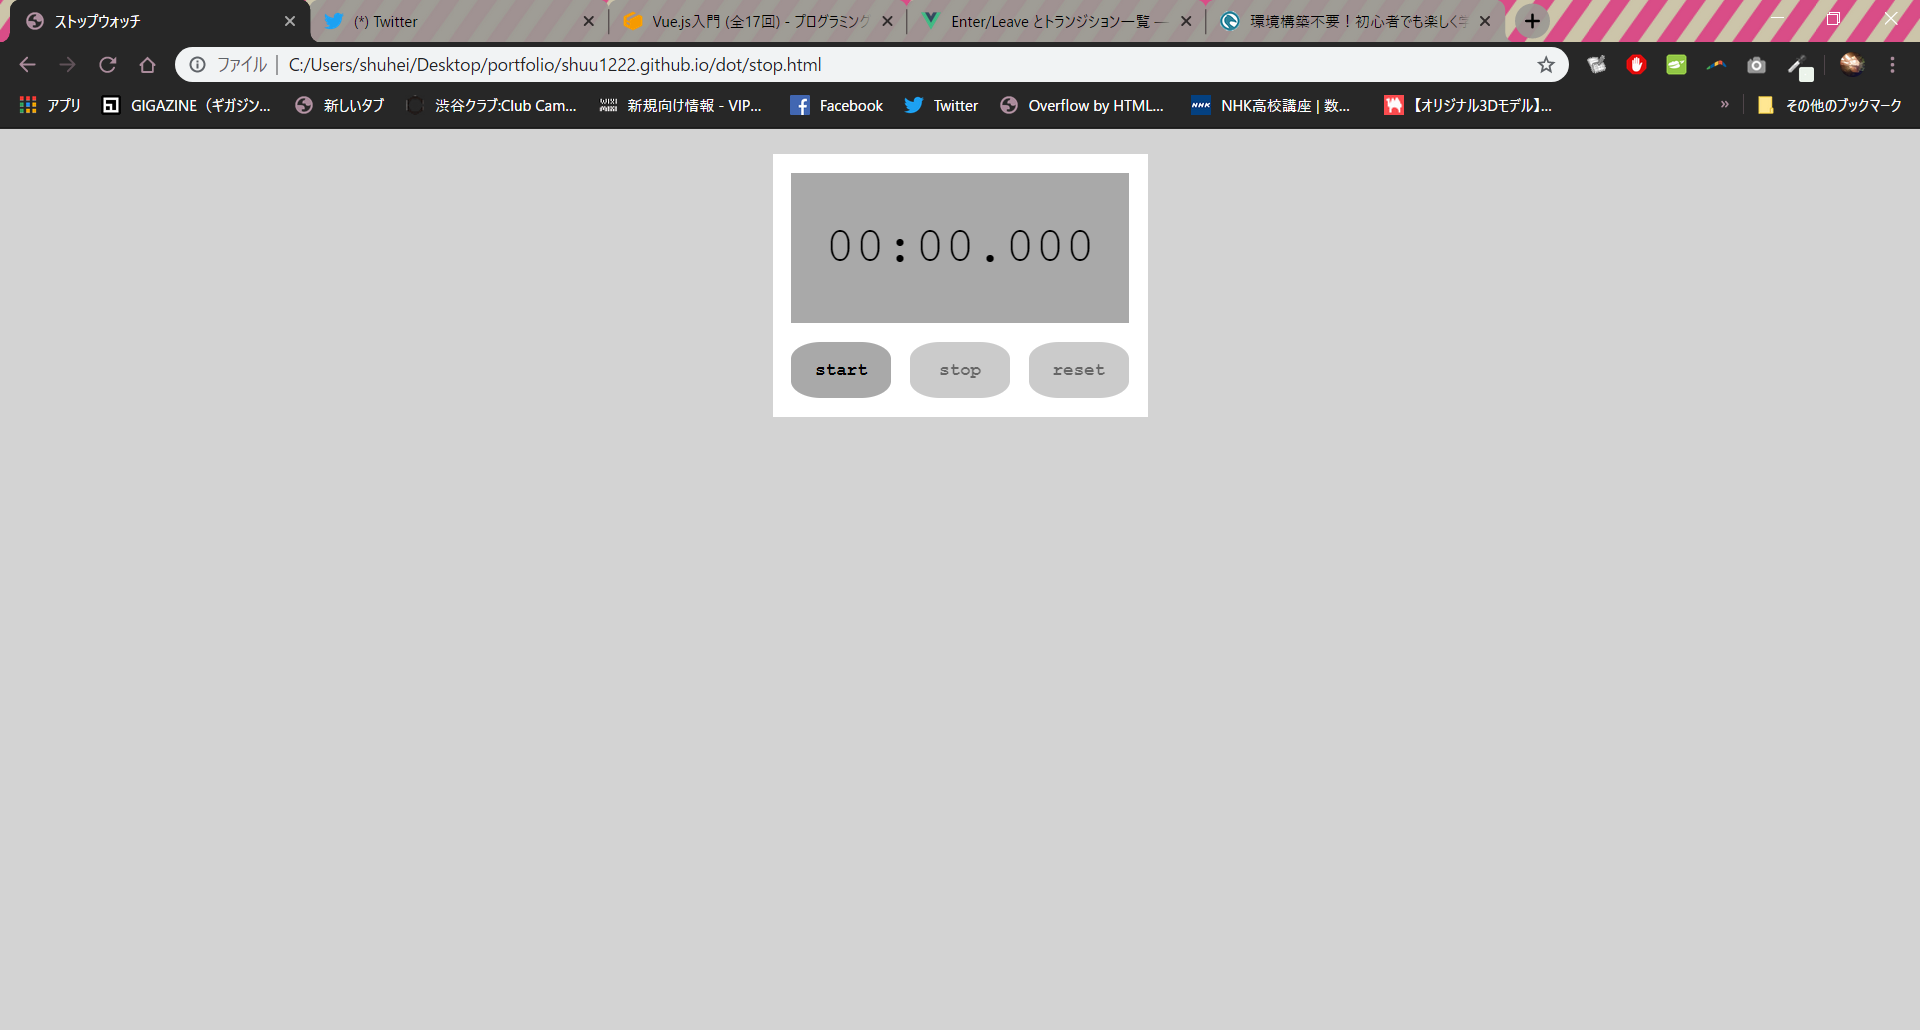 ストップウォッチ
(*) Twitter
Vue.js入門 (全17回) - プログラミング
Enter/Leave とトランジション一覧 —
環境構築不要！初心者でも楽しく
ファイル
C:/Users/shuhei/Desktop/portfolio/shuu1222.github.io/dot/stop.html
アプリ
GIGAZINE（ギガジン...
新しいタブ
渋谷クラブ:Club Cam...
新規向け情報 - VIP...
Facebook
Twitter
Overflow by HTML...
NHK高校講座 | 数...
【オリジナル3Dモデル】...
»
その他のブックマーク
00:00.000
start
stop
reset